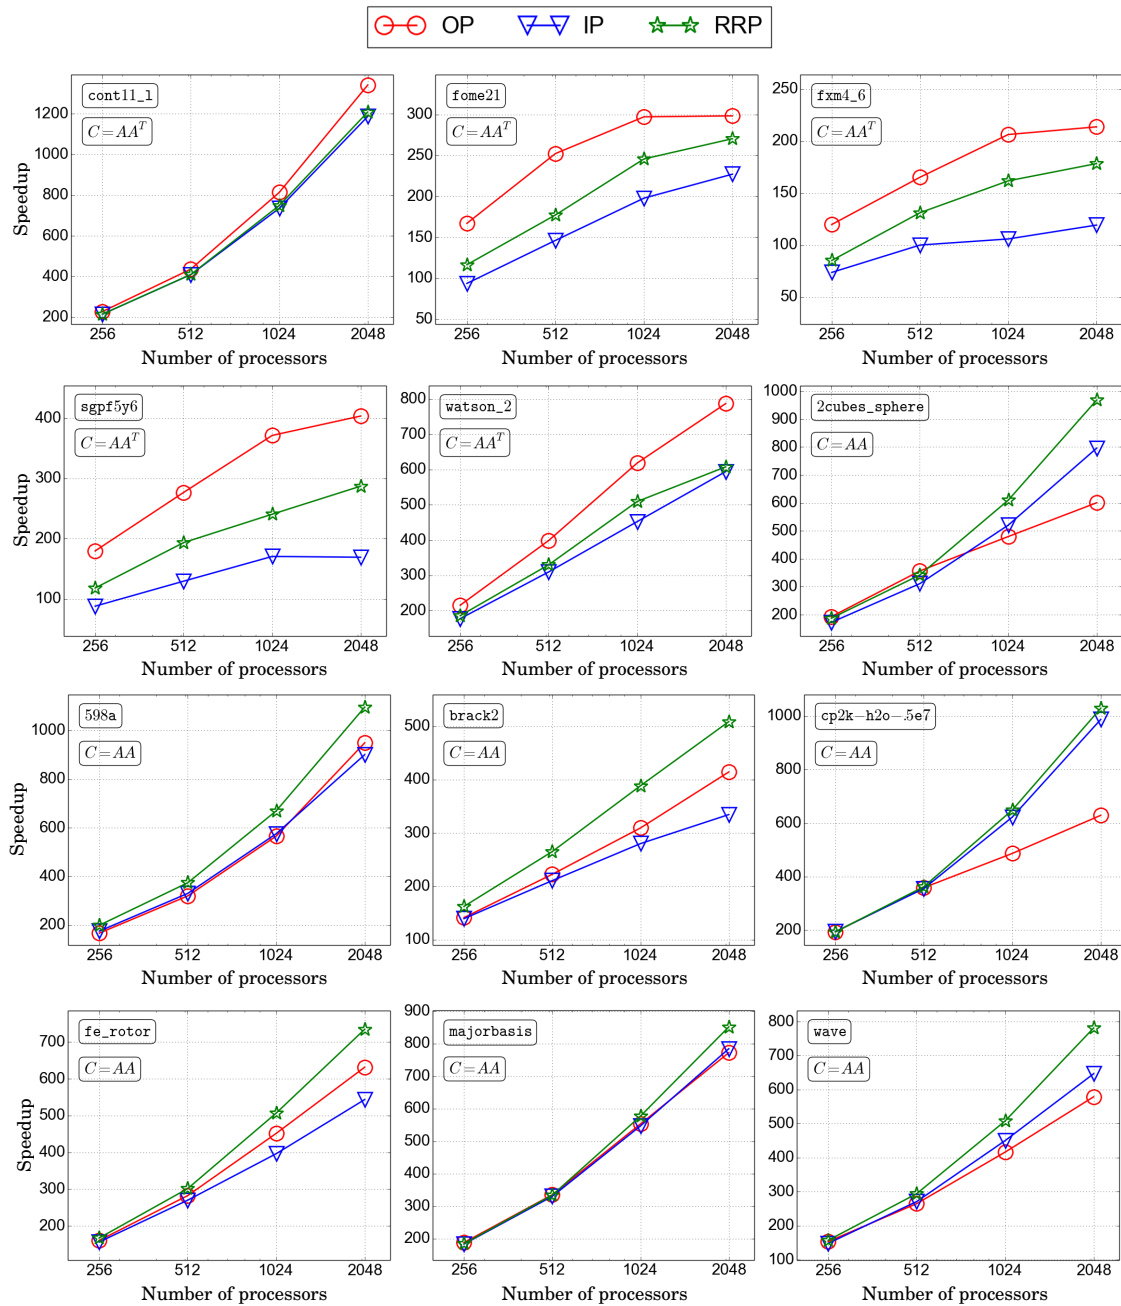 OP IP RRP
cont11_l
C=AA^T
Speedup
1200
1000
800
600
400
200
256 512 1024 2048
Number of processors
fome21
C=AA^T
300
250
200
150
100
50
256 512 1024 2048
Number of processors
fxm4_6
C=AA^T
250
200
150
100
50
256 512 1024 2048
Number of processors
sgpf5y6
C=AA^T
Speedup
400
300
200
100
256 512 1024 2048
Number of processors
watson_2
C=AA^T
800
700
600
500
400
300
200
256 512 1024 2048
Number of processors
2cubes_sphere
C=AA
1000
900
800
700
600
500
400
300
200
256 512 1024 2048
Number of processors
598a
C=AA
Speedup
1000
800
600
400
200
256 512 1024 2048
Number of processors
brack2
C=AA
500
400
300
200
100
256 512 1024 2048
Number of processors
cp2k−h2o−.5e7
C=AA
1000
800
600
400
200
256 512 1024 2048
Number of processors
fe_rotor
C=AA
Speedup
700
600
500
400
300
200
256 512 1024 2048
Number of processors
majorbasis
C=AA
900
800
700
600
500
400
300
200
256 512 1024 2048
Number of processors
wave
C=AA
800
700
600
500
400
300
200
100
256 512 1024 2048
Number of processors